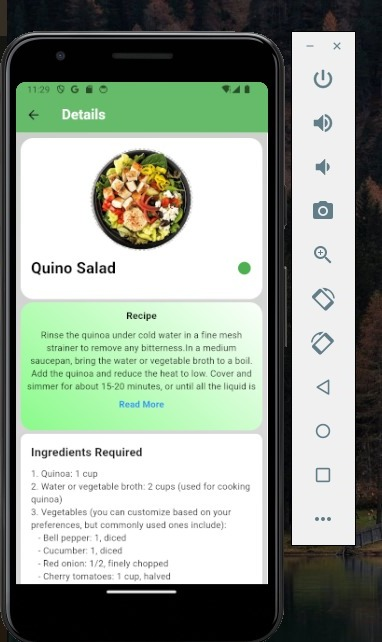 11:29
Details
Quino Salad
Recipe
Rinse the quinoa under cold water in a fine mesh
strainer to remove any bitterness.In a medium
saucepan, bring the water or vegetable broth to a boil.
Add the quinoa and reduce the heat to low. Cover and
simmer for about 15-20 minutes, or until all the liquid is
Read More
Ingredients Required
1. Quinoa: 1 cup
2. Water or vegetable broth: 2 cups (used for cooking
quinoa)
3. Vegetables (you can customize based on your
preferences, but commonly used ones include):
- Bell pepper: 1, diced
- Cucumber: 1, diced
- Red onion: 1/2, finely chopped
- Cherry tomatoes: 1 cup, halved